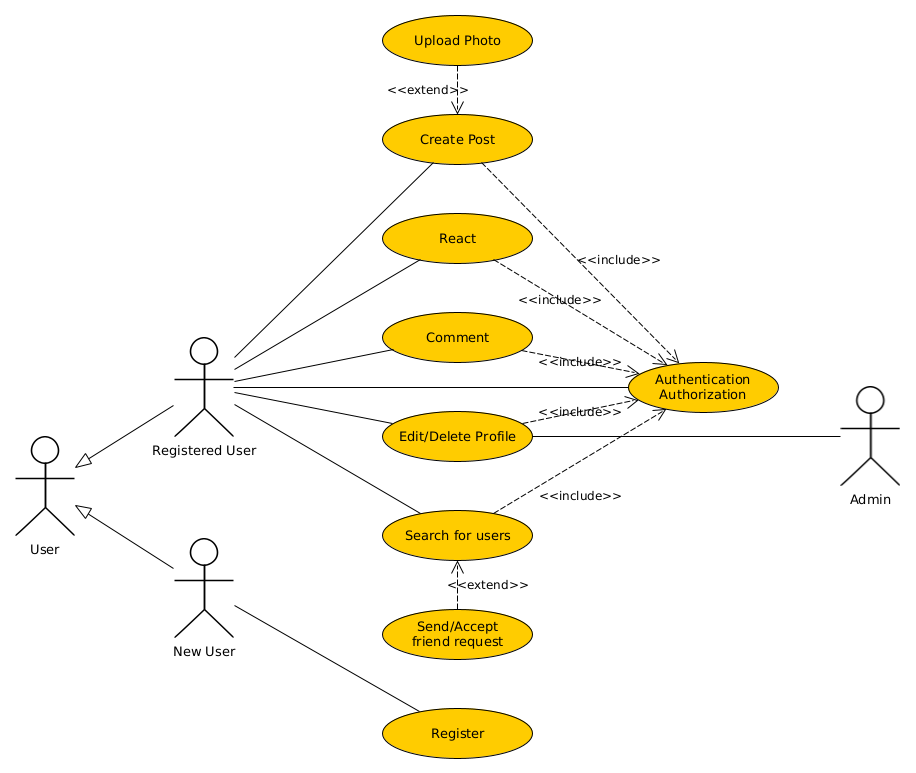 Upload Photo
<<extend>>
Create Post
React
<<include>>
<<include>>
Comment
<<include>>
Authentication
Authorization
<<include>>
Edit/Delete Profile
Registered User
Admin
<<include>>
Search for users
User
<<extend>>
Send/Accept
friend request
New User
Register